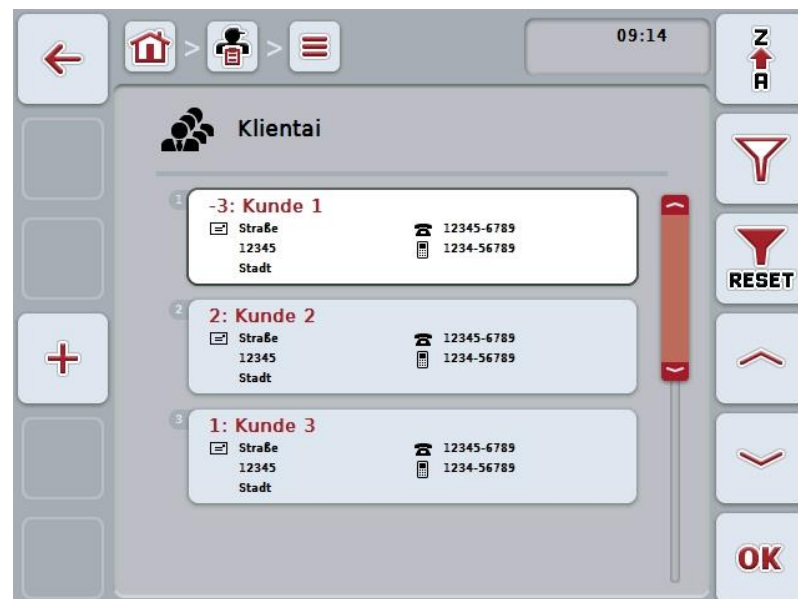 > >
09:14
Z
A
Klientai
1
-3: Kunde 1
Straße
12345-6789
12345
1234-56789
Stadt
RESET
2
2: Kunde 2
Straße
12345-6789
12345
1234-56789
Stadt
3
1: Kunde 3
Straße
12345-6789
12345
1234-56789
Stadt
OK